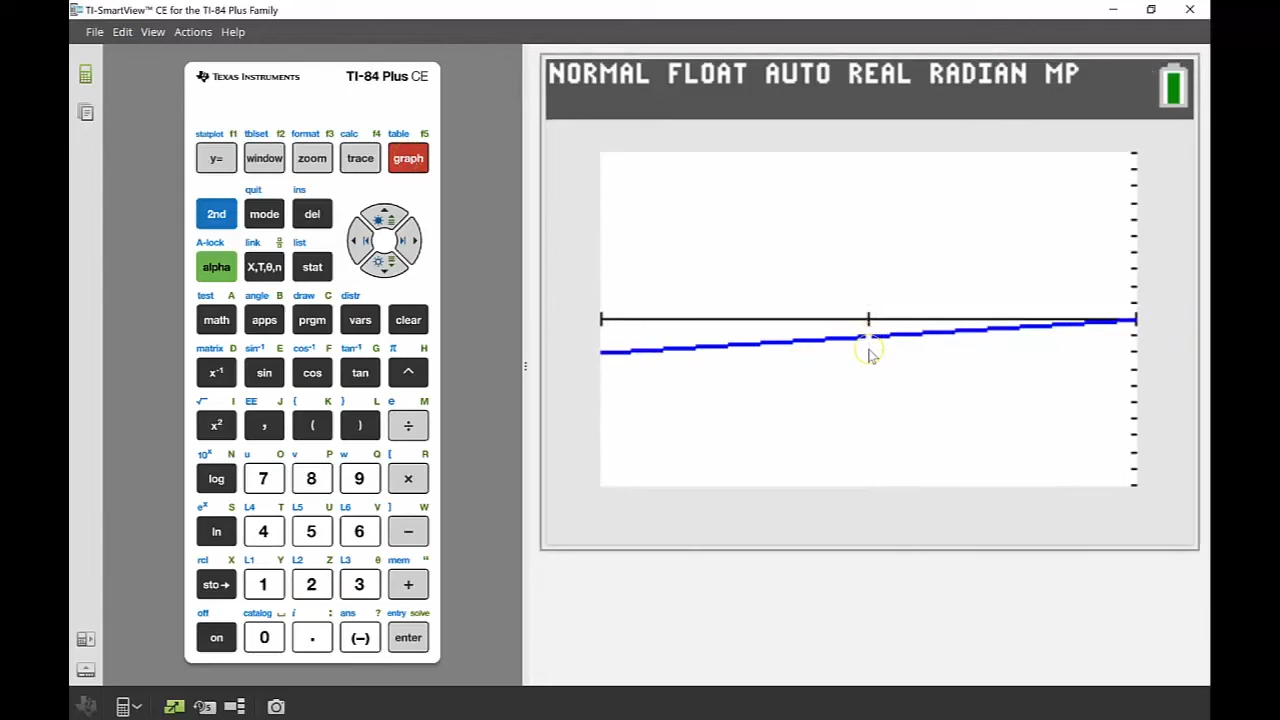 TI-SmartView™ CE for the TI-84 Plus Family
File Edit View Actions Help
NORMAL FLOAT AUTO REAL RADIAN MP
TEXAS INSTRUMENTS TI-84 Plus CE
statplot f1 tblset f2 format f3 calc f4 table f5
y= window zoom trace graph
quit ins
2nd mode del
A-lock link list
alpha X,T,θ,n stat
test A angle B draw C distr
math apps prgm vars clear
matrix D sin⁻¹ E cos⁻¹ F tan⁻¹ G π H
x⁻¹ sin cos tan ^
√ I EE J { K } L e M
x² , ( ) ÷
10ˣ N u O v P w Q [ R
log 7 8 9 ×
eˣ S L4 T L5 U L6 V ] W
ln 4 5 6 −
rcl X L1 Y L2 Z L3 θ mem "
sto→ 1 2 3 +
off catalog ⎵ i : ans ? entry solve
on 0 . (−) enter